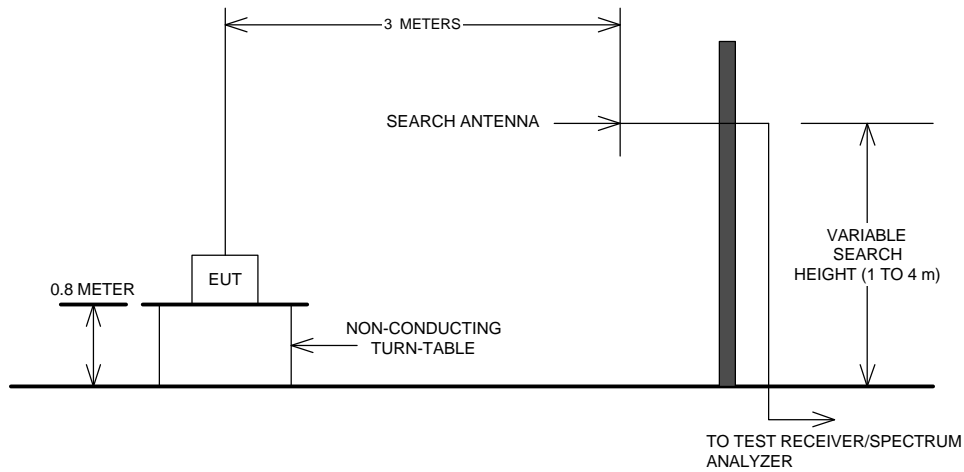 3 METERS
SEARCH ANTENNA
VARIABLE
SEARCH
HEIGHT (1 TO 4 m)
EUT
0.8 METER
NON-CONDUCTING
TURN-TABLE
TO TEST RECEIVER/SPECTRUM
ANALYZER